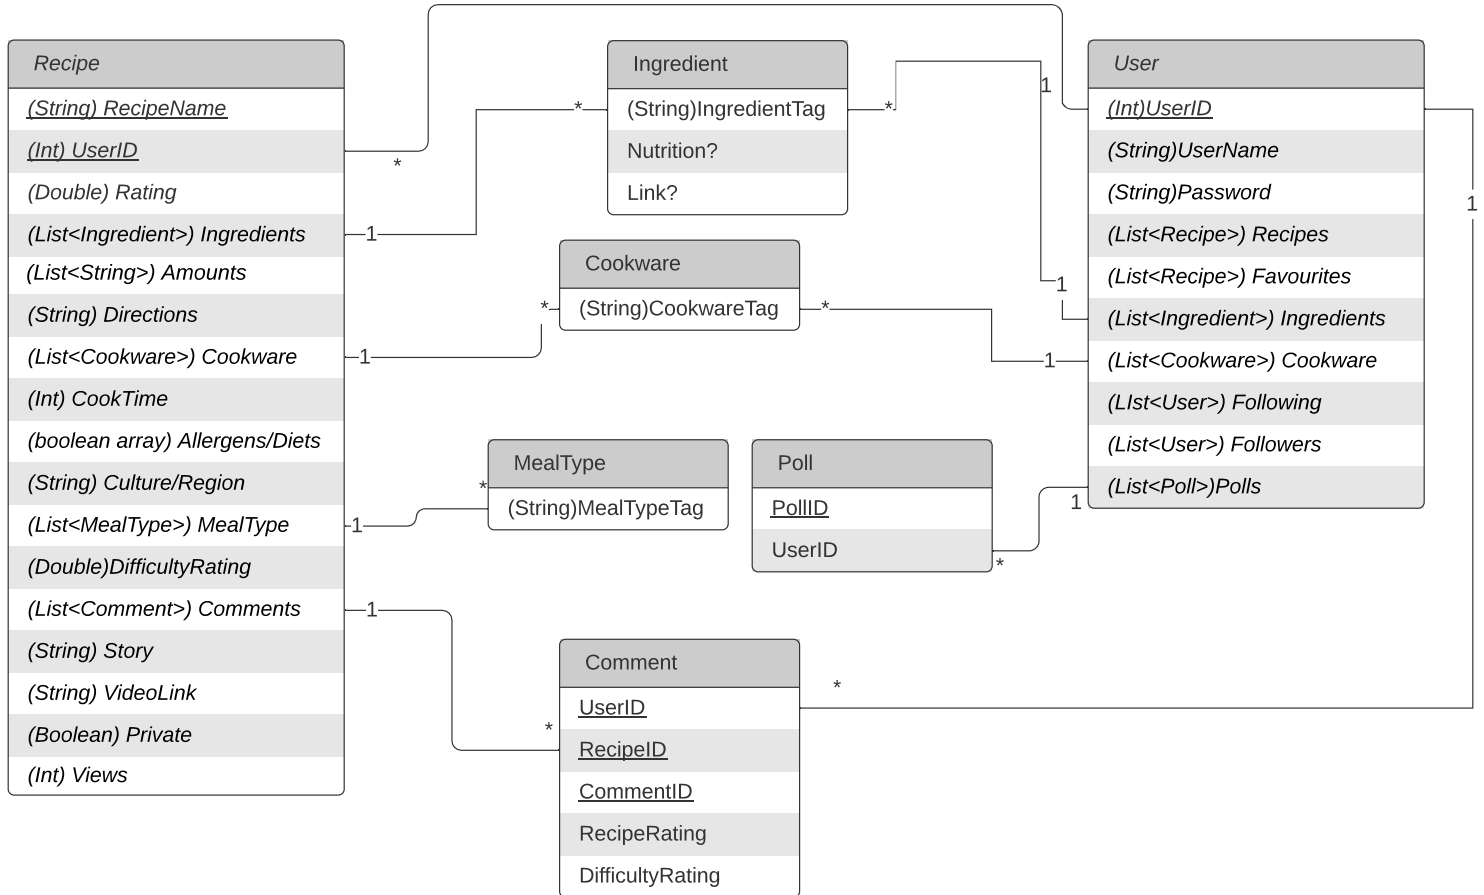 Recipe
(String) RecipeName
(Int) UserID
(Double) Rating
(List<Ingredient>) Ingredients
(List<String>) Amounts
(String) Directions
(List<Cookware>) Cookware
(Int) CookTime
(boolean array) Allergens/Diets
(String) Culture/Region
(List<MealType>) MealType
(Double)DifficultyRating
(List<Comment>) Comments
(String) Story
(String) VideoLink
(Boolean) Private
(Int) Views
*
1
1
1
1
Ingredient
(String)IngredientTag
Nutrition?
Link?
*
*
Cookware
(String)CookwareTag
*
*
MealType
(String)MealTypeTag
*
Poll
PollID
UserID
*
Comment
UserID
RecipeID
CommentID
RecipeRating
DifficultyRating
*
*
User
(Int)UserID
(String)UserName
(String)Password
(List<Recipe>) Recipes
(List<Recipe>) Favourites
(List<Ingredient>) Ingredients
(List<Cookware>) Cookware
(LIst<User>) Following
(List<User>) Followers
(List<Poll>)Polls
1
1
1
1
1